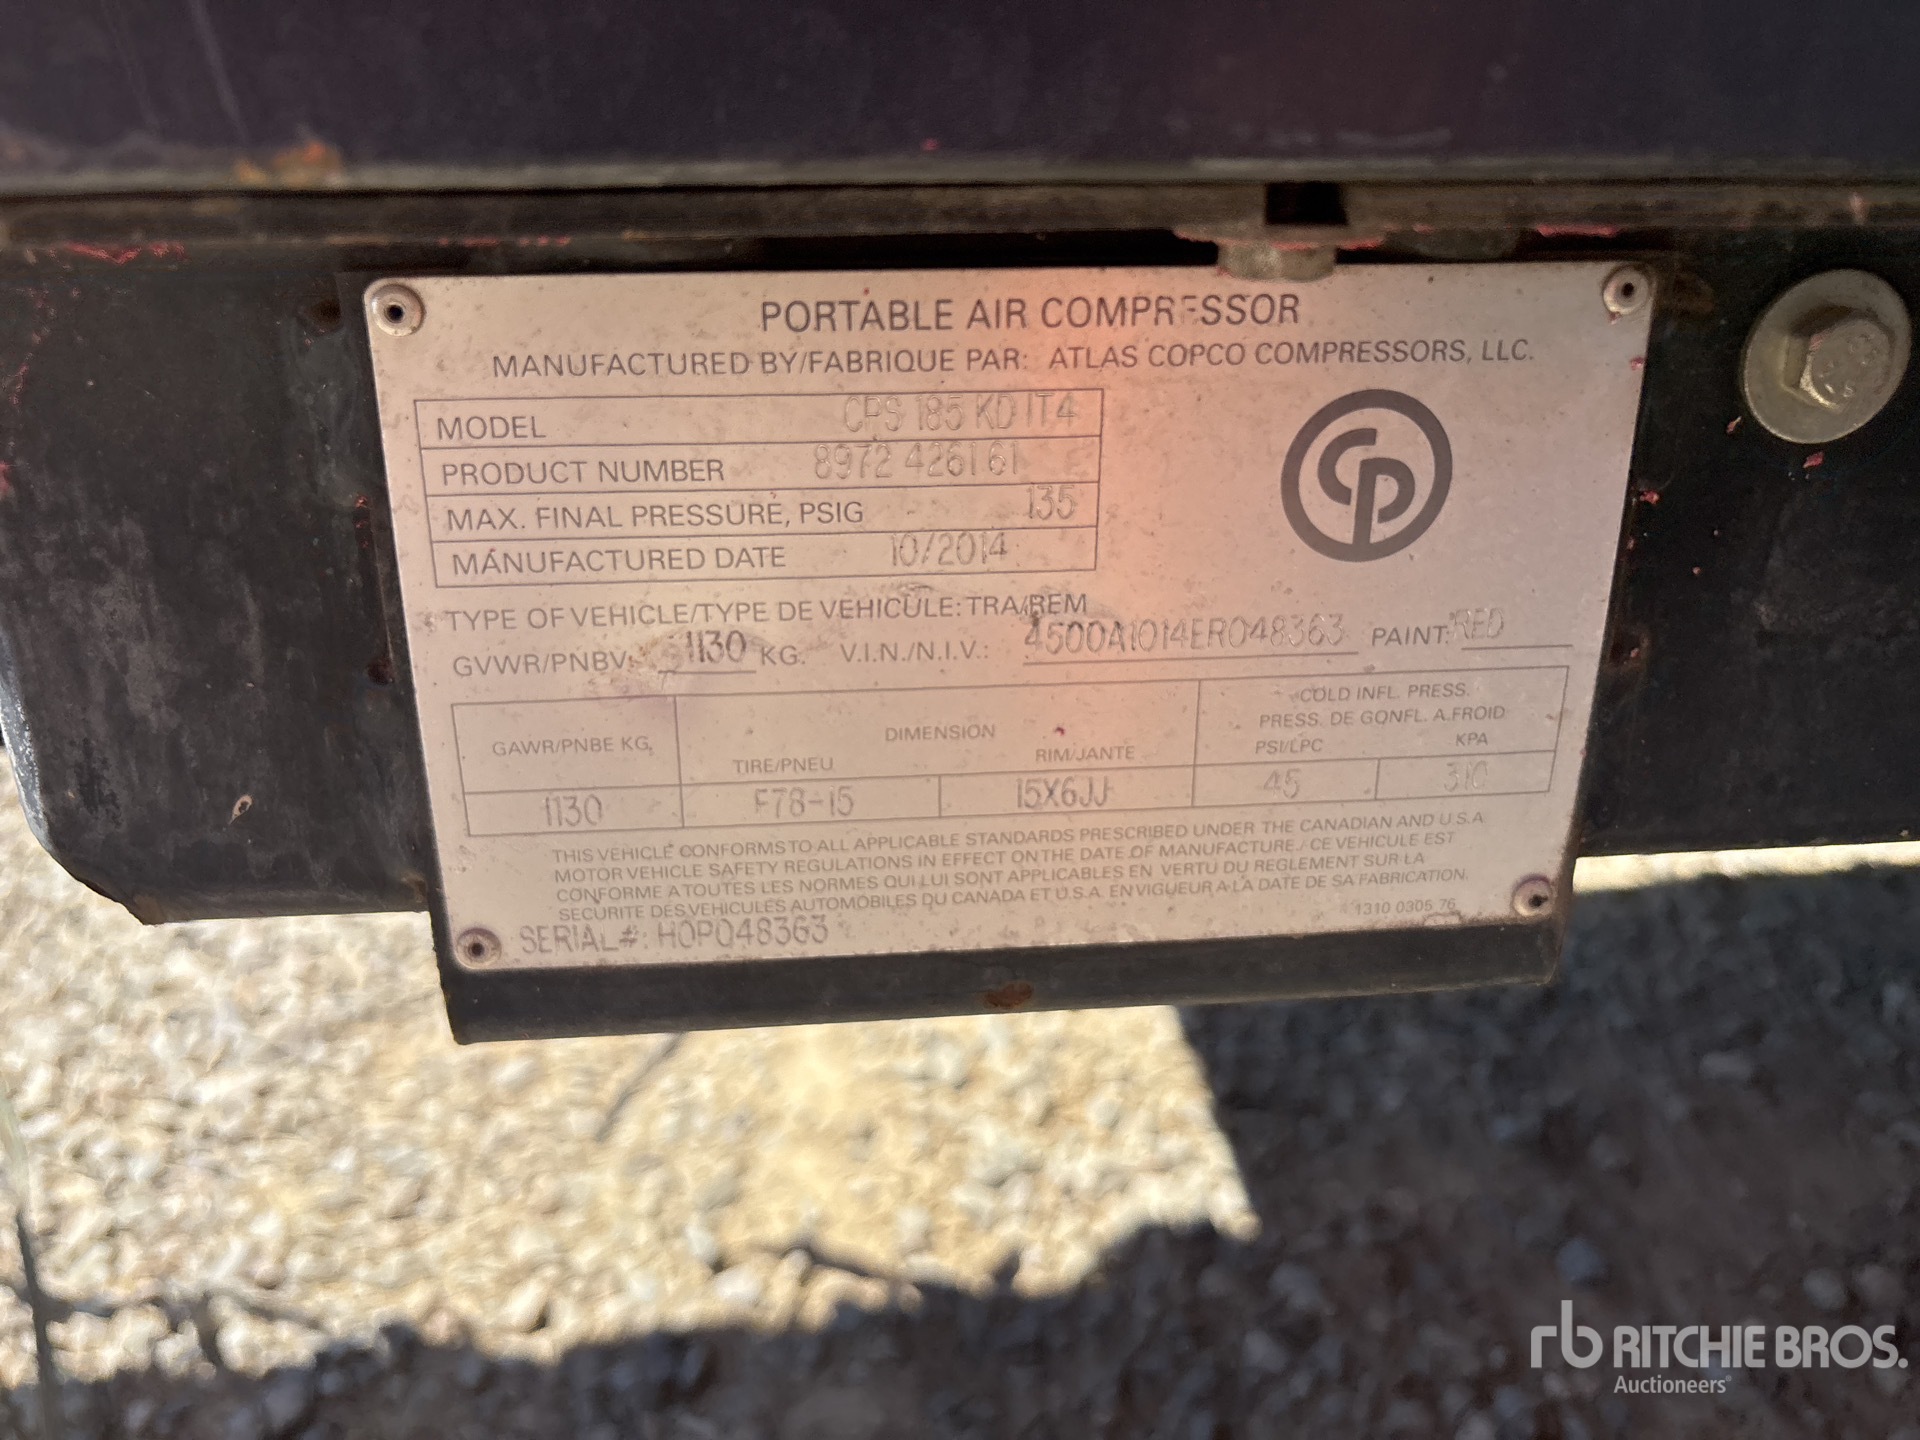 PORTABLE AIR COMPRESSOR
MANUFACTURED BY/FABRIQUE PAR: ATLAS COPCO COMPRESSORS, LLC.
MODEL CPS 185 KD IT4
PRODUCT NUMBER 8972 4261 61
MAX. FINAL PRESSURE, PSIG 135
MANUFACTURED DATE 10/2014
CP
TYPE OF VEHICLE/TYPE DE VEHICULE: TRA/REM
GVWR/PNBV: 1130 KG. V.I.N./N.I.V.: 4500A1014ER048363 PAINT: RED
GAWR/PNBE KG. DIMENSION COLD INFL. PRESS.
PRESS. DE GONFL. A.FROID
TIRE/PNEU RIM/JANTE PSI/LPC KPA
1130 F78-15 15X6JJ 45 310
THIS VEHICLE CONFORMS TO ALL APPLICABLE STANDARDS PRESCRIBED UNDER THE CANADIAN AND U.S.A
MOTOR VEHICLE SAFETY REGULATIONS IN EFFECT ON THE DATE OF MANUFACTURE./ CE VEHICULE EST
CONFORME A TOUTES LES NORMES QUI LUI SONT APPLICABLES EN VERTU DU REGLEMENT SUR LA
SECURITE DES VEHICULES AUTOMOBILES DU CANADA ET U.S.A. EN VIGUEUR A LA DATE DE SA FABRICATION.
1310 0305 76
SERIAL#: HOP048363
rb RITCHIE BROS.
Auctioneers